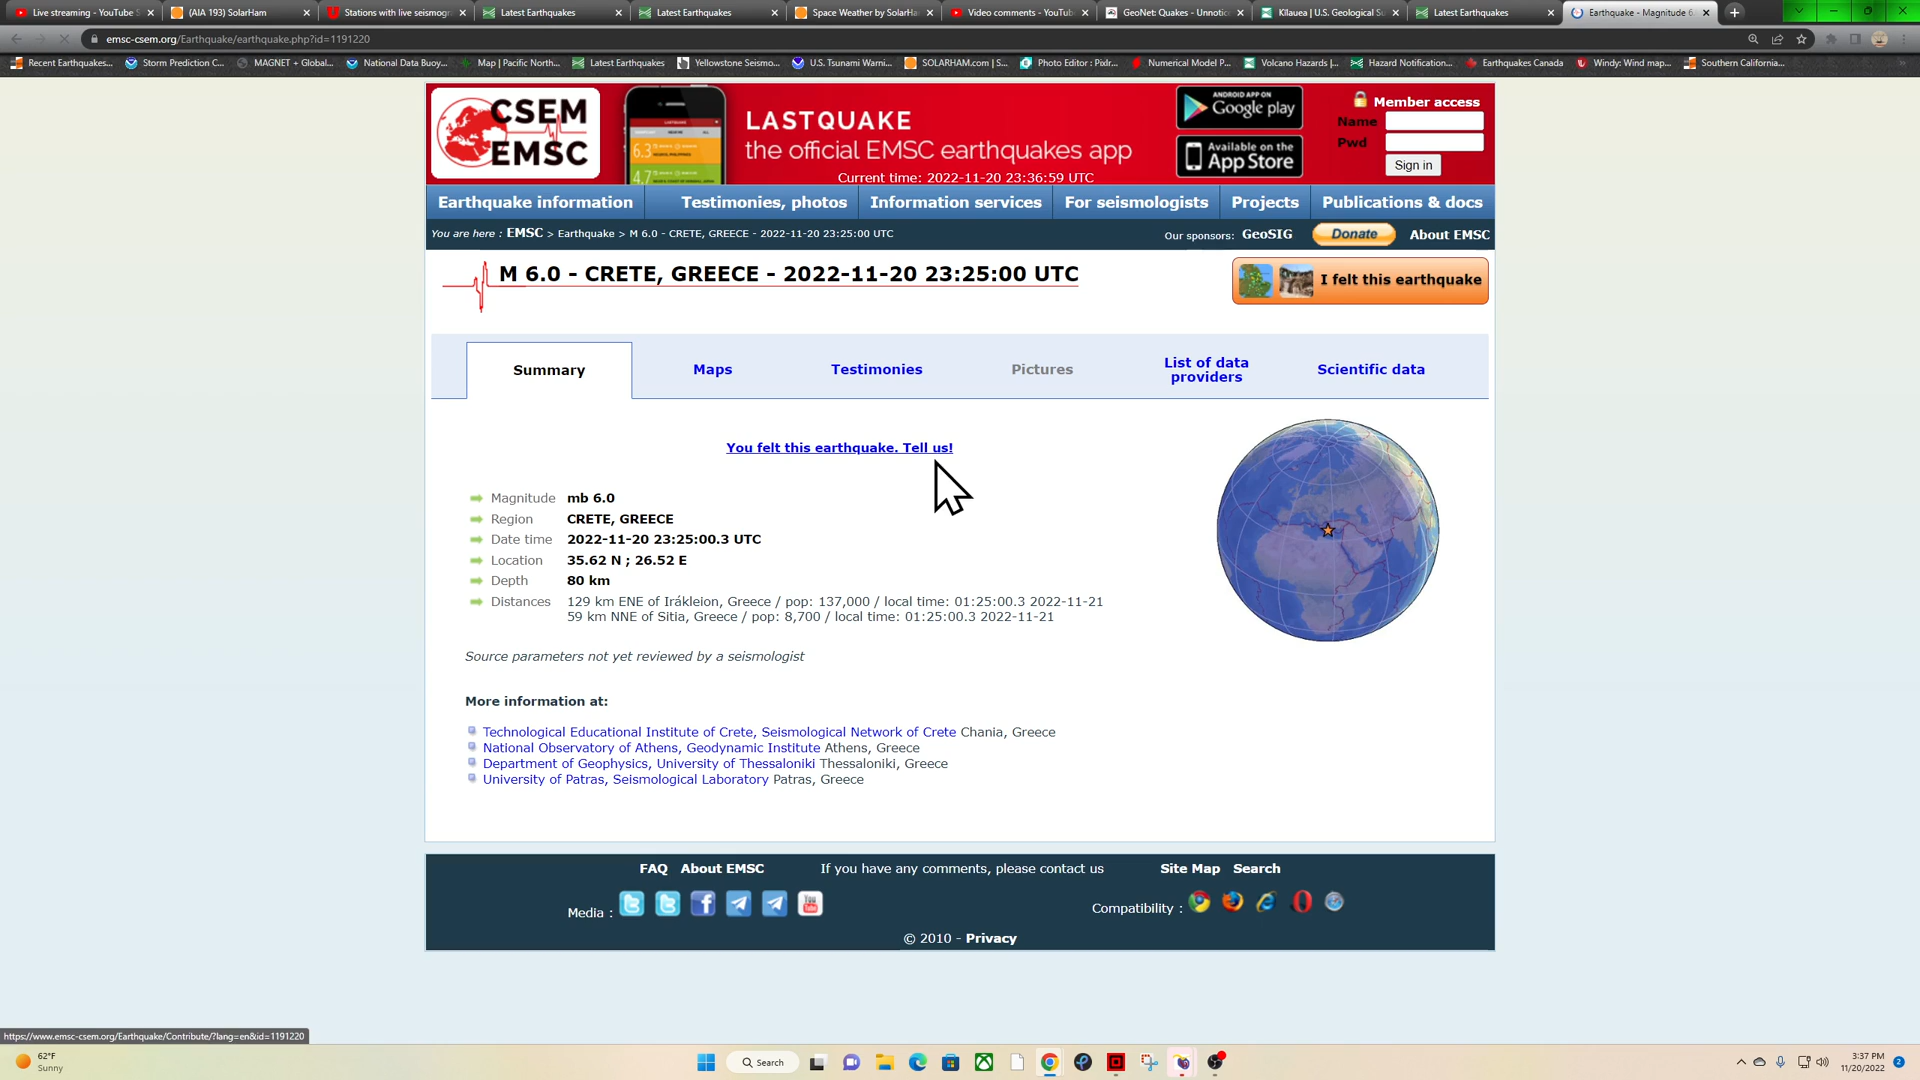 Live streaming - YouTube S
(AIA 193) SolarHam
Stations with live seismogr
Latest Earthquakes
Latest Earthquakes
Space Weather by SolarHa
Video comments - YouTub
GeoNet: Quakes - Unnotic
Kīlauea | U.S. Geological Su
Latest Earthquakes
Earthquake - Magnitude 6.
emsc-csem.org/Earthquake/earthquake.php?id=1191220
Recent Earthquakes...
Storm Prediction C...
MAGNET + Global...
National Data Buoy...
Map | Pacific North...
Latest Earthquakes
Yellowstone Seismo...
U.S. Tsunami Warni...
SOLARHAM.com | S...
Photo Editor : Pixlr...
Numerical Model P...
Volcano Hazards |...
Hazard Notification...
Earthquakes Canada
Windy: Wind map...
Southern California...
CSEM
EMSC
LASTQUAKE
the official EMSC earthquakes app
Current time: 2022-11-20 23:36:59 UTC
ANDROID APP ON
Google play
Available on the
App Store
Member access
Name
Pwd
Sign in
6.3
4.7
Earthquake information
Testimonies, photos
Information services
For seismologists
Projects
Publications & docs
You are here : EMSC > Earthquake > M 6.0 - CRETE, GREECE - 2022-11-20 23:25:00 UTC
Our sponsors: GeoSIG
Donate
About EMSC
M 6.0 - CRETE, GREECE - 2022-11-20 23:25:00 UTC
I felt this earthquake
Summary
Maps
Testimonies
Pictures
List of data
providers
Scientific data
You felt this earthquake. Tell us!
Magnitude mb 6.0
Region CRETE, GREECE
Date time 2022-11-20 23:25:00.3 UTC
Location 35.62 N ; 26.52 E
Depth 80 km
Distances 129 km ENE of Irákleion, Greece / pop: 137,000 / local time: 01:25:00.3 2022-11-21
59 km NNE of Sitia, Greece / pop: 8,700 / local time: 01:25:00.3 2022-11-21
Source parameters not yet reviewed by a seismologist
More information at:
Technological Educational Institute of Crete, Seismological Network of Crete Chania, Greece
National Observatory of Athens, Geodynamic Institute Athens, Greece
Department of Geophysics, University of Thessaloniki Thessaloniki, Greece
University of Patras, Seismological Laboratory Patras, Greece
FAQ About EMSC
If you have any comments, please contact us
Site Map Search
Media :
You Tube
Compatibility :
© 2010 - Privacy
https://www.emsc-csem.org/Earthquake/Contribute/?lang=en&id=1191220
62°F
Sunny
Search
3:37 PM
11/20/2022
2